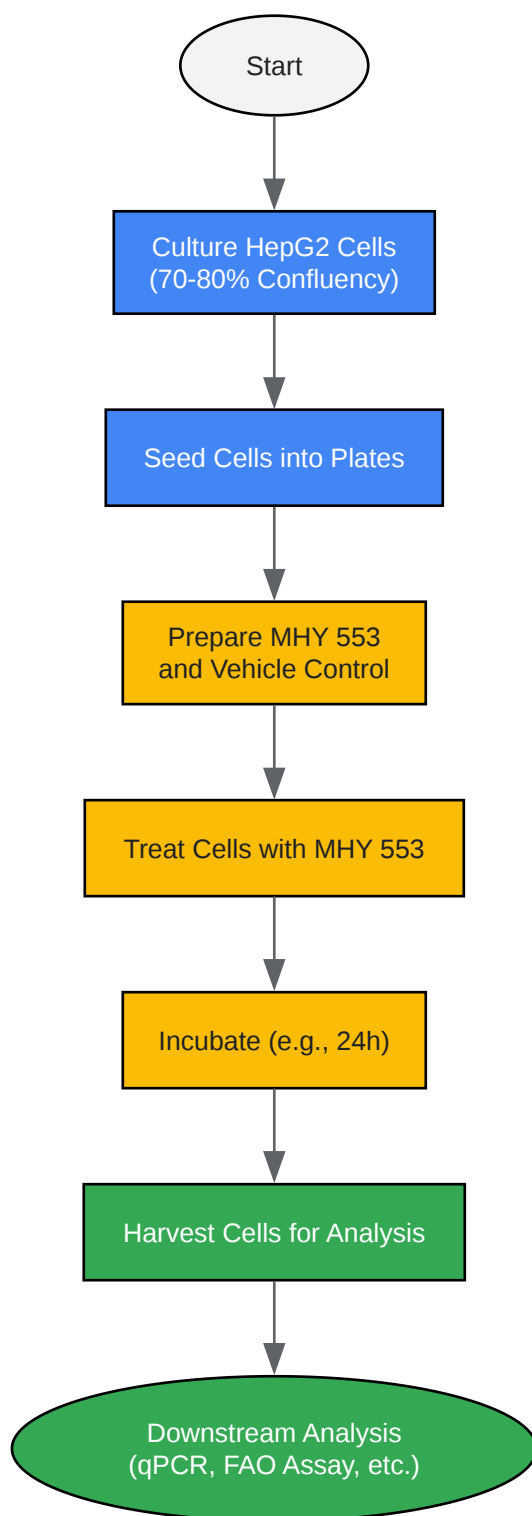 Start
Culture HepG2 Cells
(70-80% Confluency)
Seed Cells into Plates
Prepare MHY 553
and Vehicle Control
Treat Cells with MHY 553
Incubate (e.g., 24h)
Harvest Cells for Analysis
Downstream Analysis
(qPCR, FAO Assay, etc.)